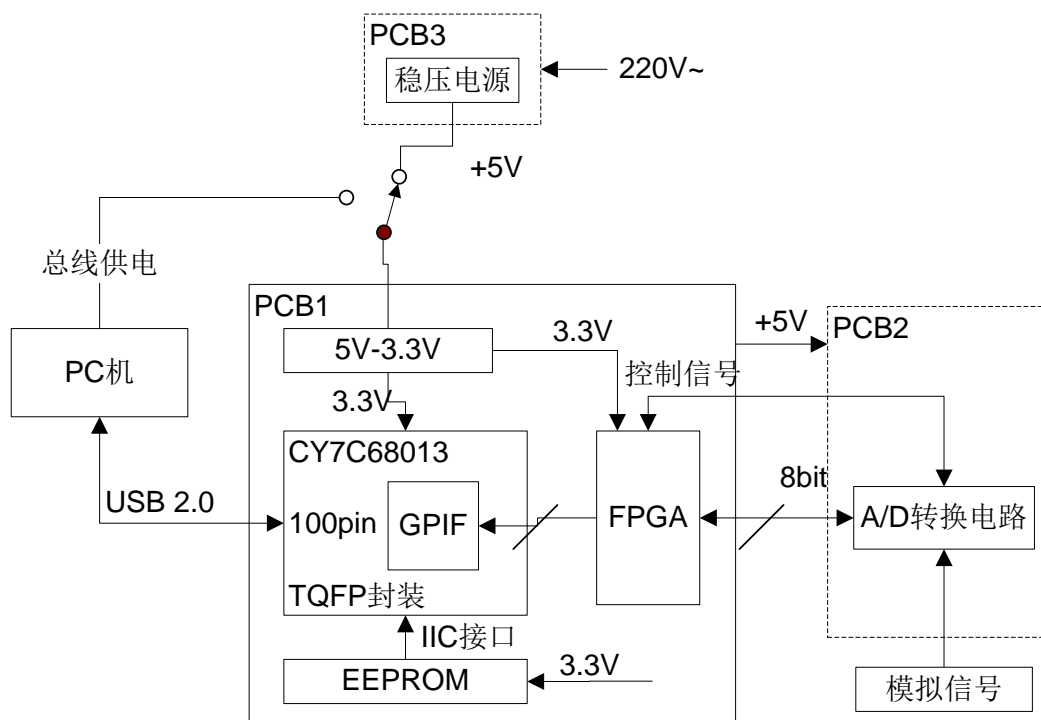 PCB3
稳压电源
220V~
+5V
总线供电
PC机
PCB1
5V-3.3V
3.3V
+5V
PCB2
控制信号
3.3V
CY7C68013
100pin
GPIF
TQFP封装
USB 2.0
FPGA
8bit
A/D转换电路
IIC接口
EEPROM
3.3V
模拟信号